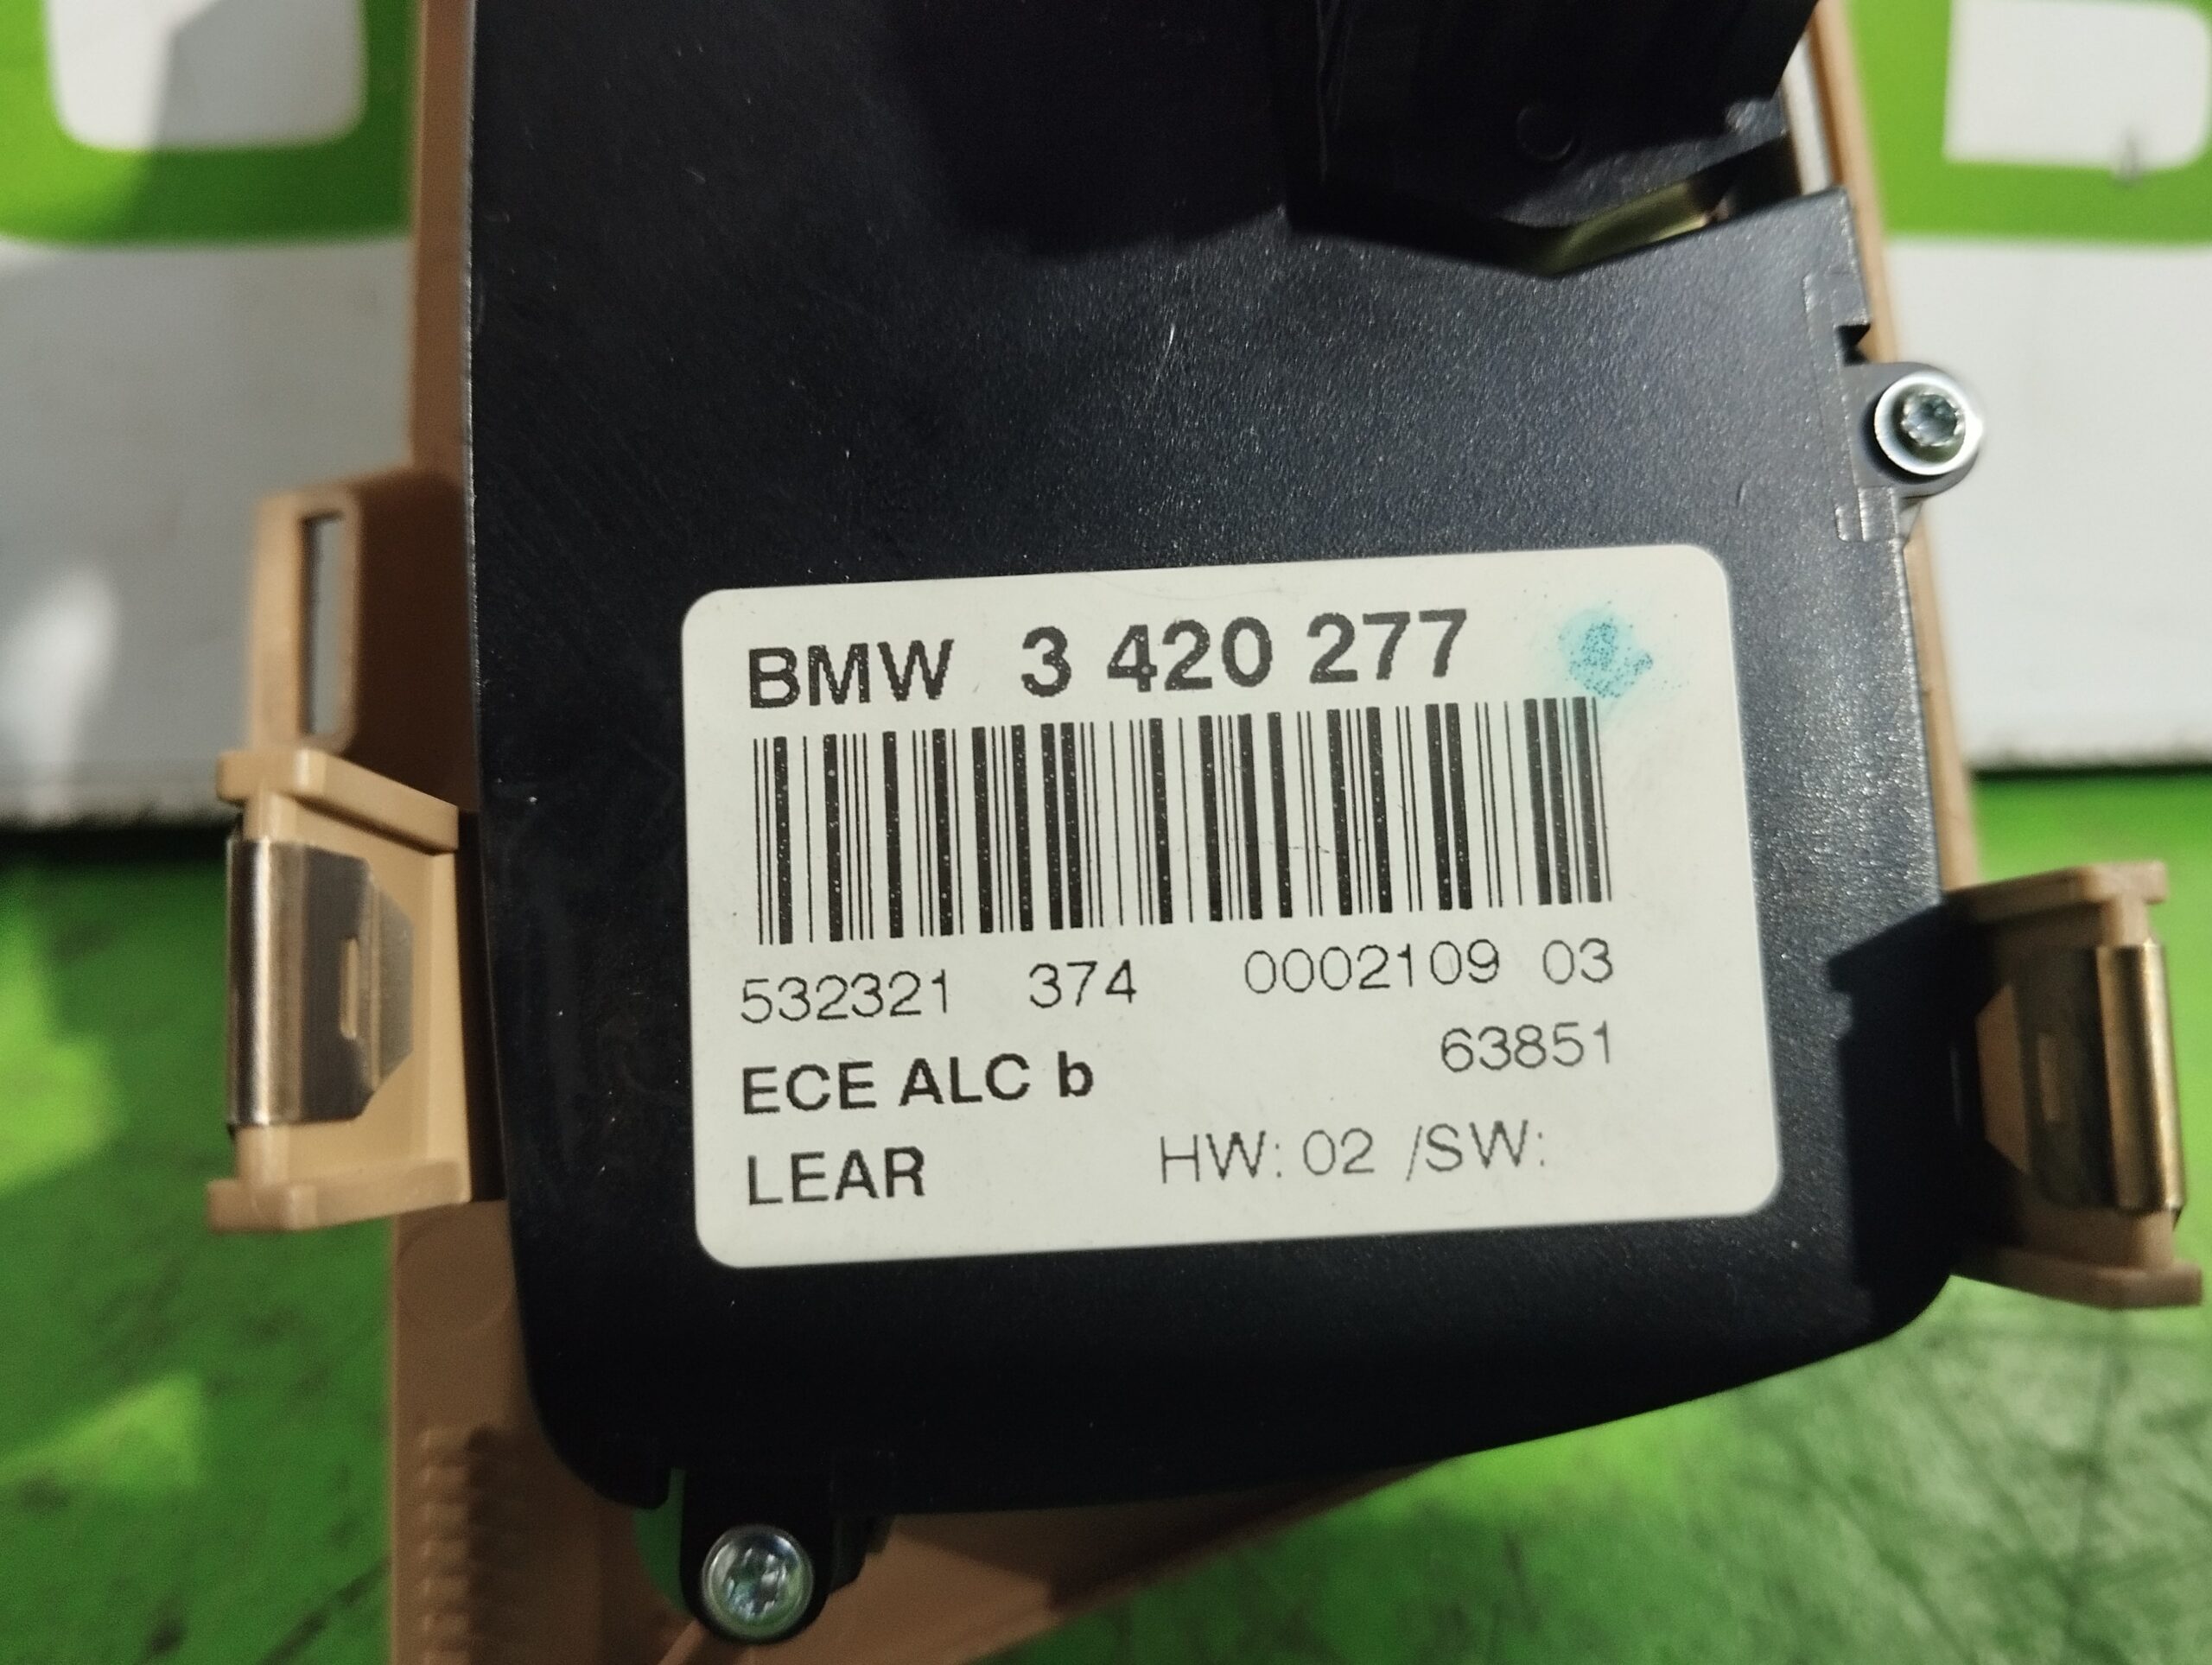 BMW 3 420 277
532321 374 0002109 03
63851
ECE ALC b
LEAR HW: 02 /SW: